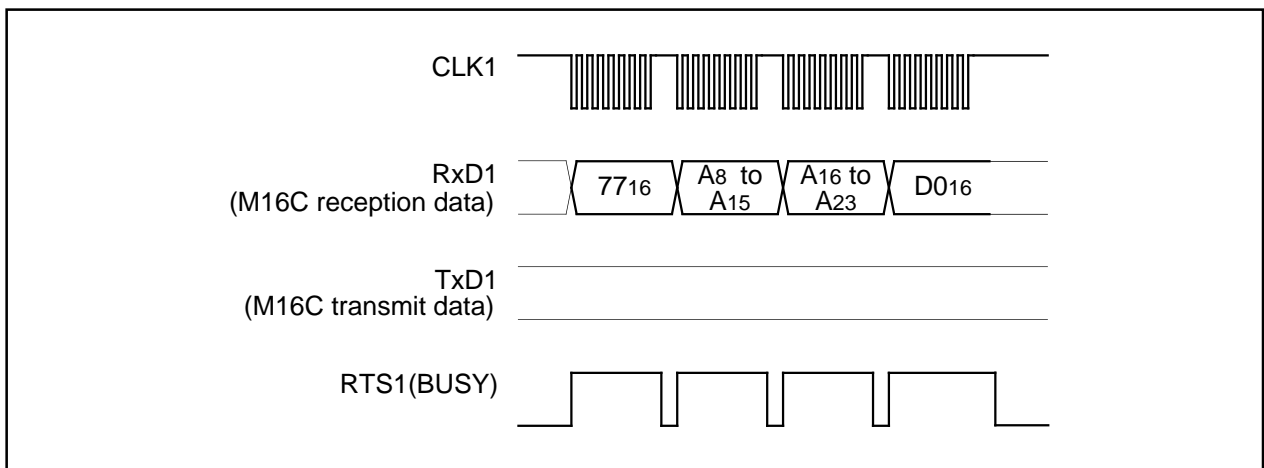 CLK1
RxD1
(M16C reception data)
7716
A8 to
A15
A16 to
A23
D016
TxD1
(M16C transmit data)
RTS1(BUSY)